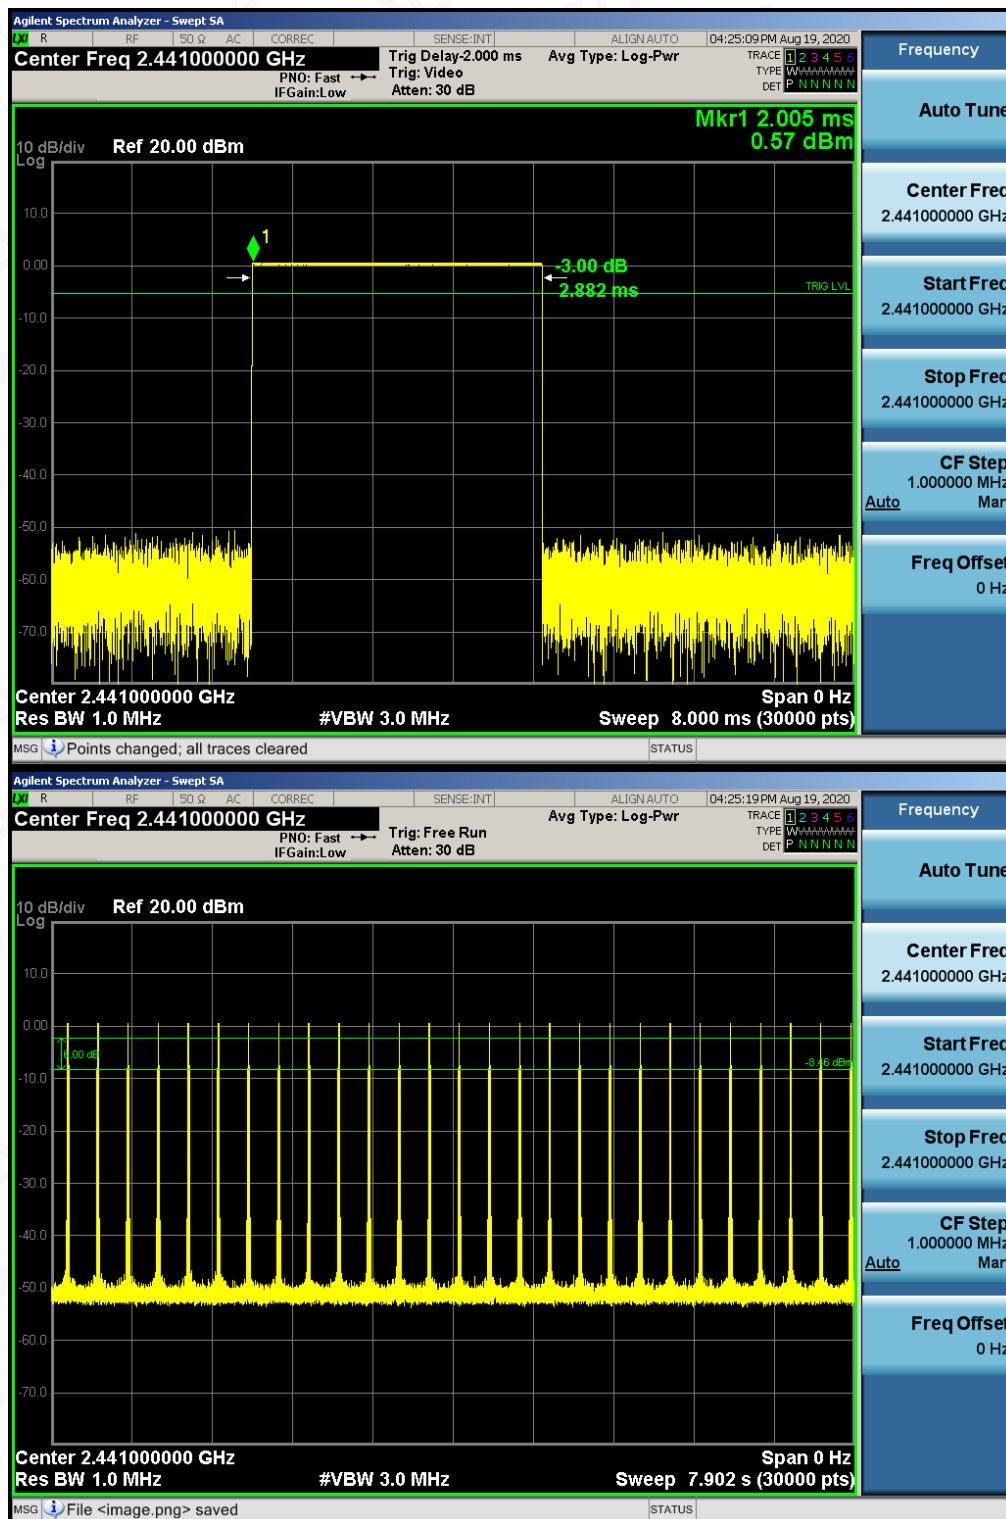 Agilent Spectrum Analyzer - Swept SA
LXI R RF 50 Ω AC CORREC SENSE:INT ALIGN AUTO 04:25:09 PM Aug 19, 2020
Center Freq 2.441000000 GHz Trig Delay-2.000 ms Avg Type: Log-Pwr TRACE 1 2 3 4 5 6
PNO: Fast Trig: Video TYPE WWWWWW
IFGain:Low Atten: 30 dB DET P N N N N N
Frequency
Mkr1 2.005 ms
0.57 dBm
10 dB/div Ref 20.00 dBm
Log
10.0
0.00
-10.0
-20.0
-30.0
-40.0
-50.0
-60.0
-70.0
1
-3.00 dB
2.882 ms
TRIG LVL
Center 2.441000000 GHz Span 0 Hz
Res BW 1.0 MHz #VBW 3.0 MHz Sweep 8.000 ms (30000 pts)
MSG Points changed; all traces cleared STATUS
Auto Tune
Center Freq
2.441000000 GHz
Start Freq
2.441000000 GHz
Stop Freq
2.441000000 GHz
CF Step
1.000000 MHz
Auto Man
Freq Offset
0 Hz
Agilent Spectrum Analyzer - Swept SA
LXI R RF 50 Ω AC CORREC SENSE:INT ALIGN AUTO 04:25:19 PM Aug 19, 2020
Center Freq 2.441000000 GHz Avg Type: Log-Pwr TRACE 1 2 3 4 5 6
PNO: Fast Trig: Free Run TYPE WWWWWW
IFGain:Low Atten: 30 dB DET P N N N N N
Frequency
10 dB/div Ref 20.00 dBm
Log
10.0
0.00
-10.0
-20.0
-30.0
-40.0
-50.0
-60.0
-70.0
6.00 dB
-8.46 dBm
Center 2.441000000 GHz Span 0 Hz
Res BW 1.0 MHz #VBW 3.0 MHz Sweep 7.902 s (30000 pts)
MSG File <image.png> saved STATUS
Auto Tune
Center Freq
2.441000000 GHz
Start Freq
2.441000000 GHz
Stop Freq
2.441000000 GHz
CF Step
1.000000 MHz
Auto Man
Freq Offset
0 Hz